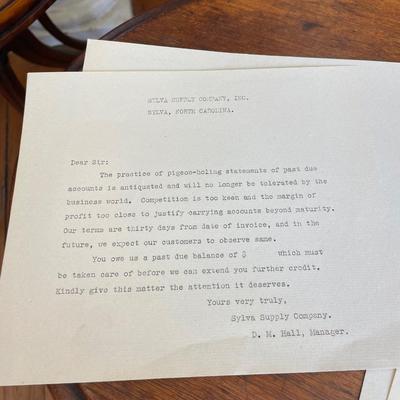 SYLVA SUPPLY COMPANY, INC.
SYLVA, NORTH CAROLINA.
Dear Sir:
The practice of pigeon-holing statements of past due
accounts is antiquated and will no longer be tolerated by the
business world. Competition is too keen and the margin of
profit too close to justify carrying accounts beyond maturity.
Our terms are thirty days from date of invoice, and in the
future, we expect our customers to observe same.
You owe us a past due balance of $ which must
be taken care of before we can extend you further credit.
Kindly give this matter the attention it deserves.
Yours very truly,
Sylva Supply Company.
D. M. Hall, Manager.